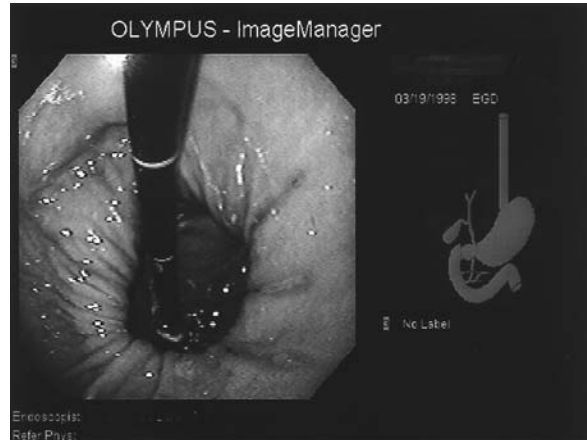 OLYMPUS - ImageManager
03/19/1998 EGD
No Label
Endoscopist:
Refer Phys: